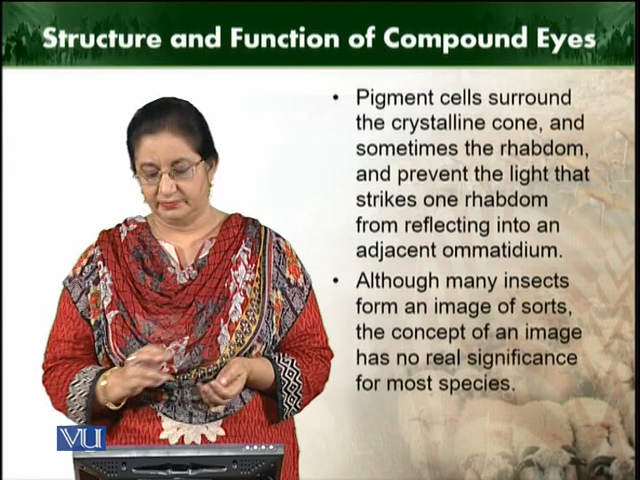 Structure and Function of Compound Eyes
• Pigment cells surround
the crystalline cone, and
sometimes the rhabdom,
and prevent the light that
strikes one rhabdom
from reflecting into an
adjacent ommatidium.
• Although many insects
form an image of sorts,
the concept of an image
has no real significance
for most species.
VU